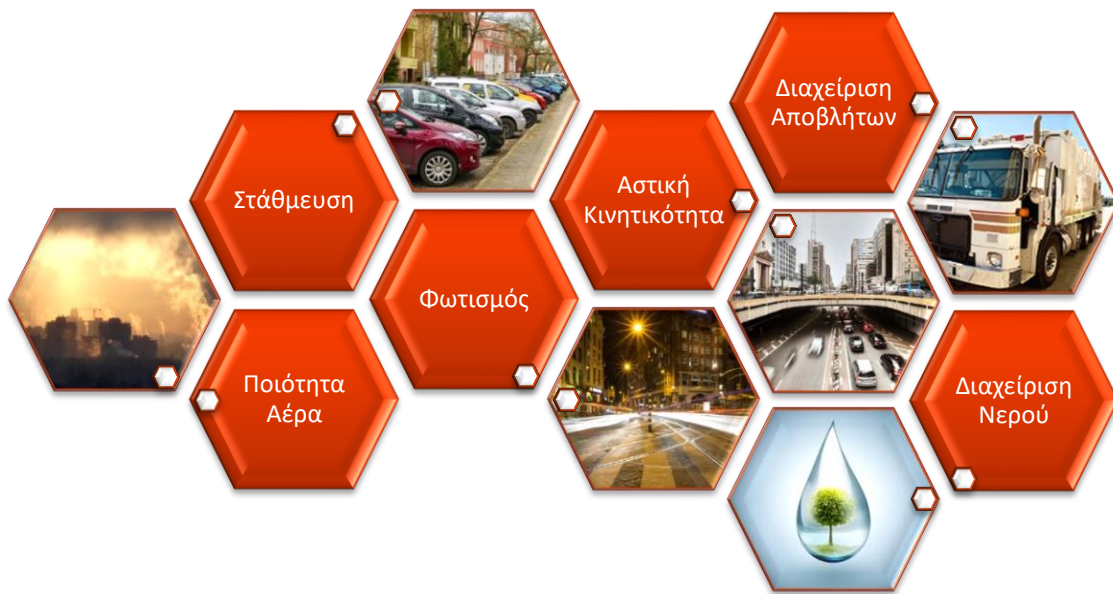 Διαχείριση
Αποβλήτων
Στάθμευση
Αστική
Κινητικότητα
Φωτισμός
Ποιότητα
Αέρα
Διαχείριση
Νερού